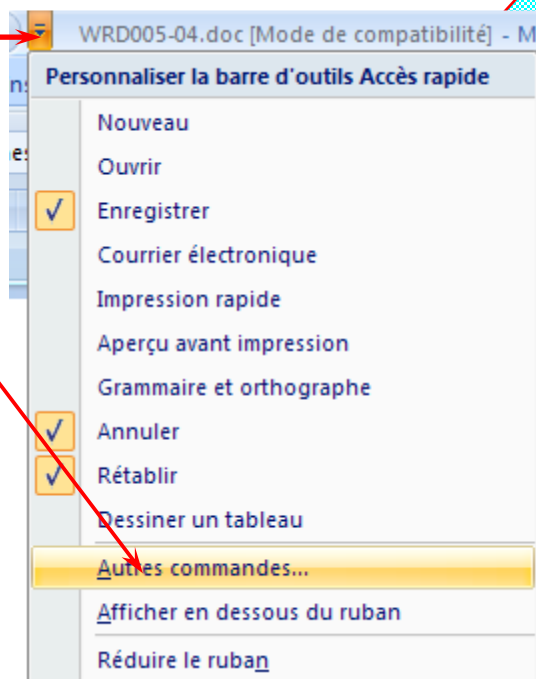 WRD005-04.doc [Mode de compatibilité] - M
Personnaliser la barre d'outils Accès rapide
Nouveau
Ouvrir
Enregistrer
Courrier électronique
Impression rapide
Aperçu avant impression
Grammaire et orthographe
Annuler
Rétablir
Dessiner un tableau
Autres commandes...
Afficher en dessous du ruban
Réduire le ruban